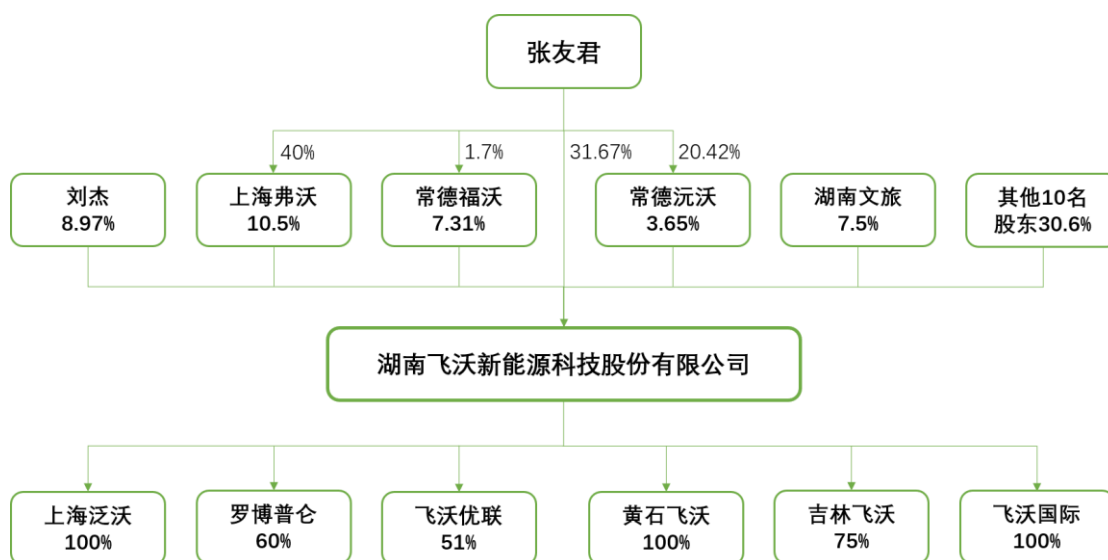 张友君
40%
1.7%
31.67%
20.42%
刘杰
8.97%
上海弗沃
10.5%
常德福沃
7.31%
常德沅沃
3.65%
湖南文旅
7.5%
其他10名
股东30.6%
湖南飞沃新能源科技股份有限公司
上海泛沃
100%
罗博普仑
60%
飞沃优联
51%
黄石飞沃
100%
吉林飞沃
75%
飞沃国际
100%